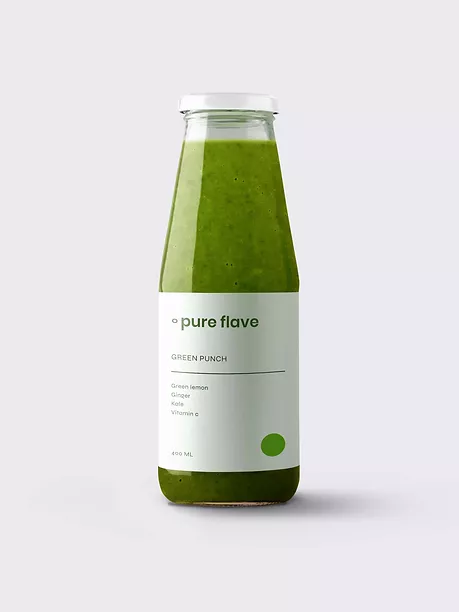 pure flave
GREEN PUNCH
Green lemon
Ginger
Kale
Vitamin c
400 ML